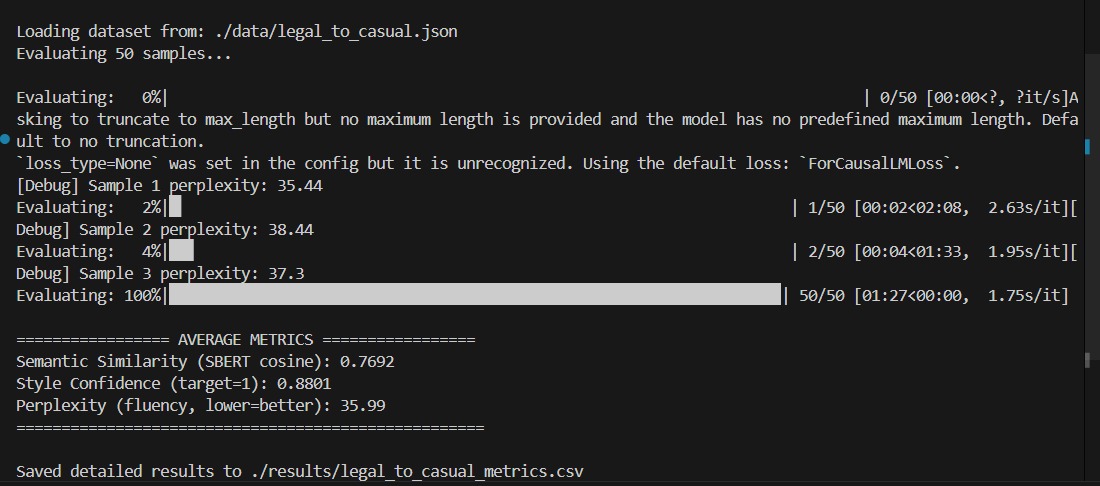 Loading dataset from: ./data/legal_to_casual.json
Evaluating 50 samples...
Evaluating:   0%|          | 0/50 [00:00<?, ?it/s]A
sking to truncate to max_length but no maximum length is provided and the model has no predefined maximum length. Defa
ult to no truncation.
`loss_type=None` was set in the config but it is unrecognized. Using the default loss: `ForCausalLMLoss`.
[Debug] Sample 1 perplexity: 35.44
Evaluating:   2%|          | 1/50 [00:02<02:08,  2.63s/it][
Debug] Sample 2 perplexity: 38.44
Evaluating:   4%|          | 2/50 [00:04<01:33,  1.95s/it][
Debug] Sample 3 perplexity: 37.3
Evaluating: 100%|          | 50/50 [01:27<00:00,  1.75s/it]
================= AVERAGE METRICS =================
Semantic Similarity (SBERT cosine): 0.7692
Style Confidence (target=1): 0.8801
Perplexity (fluency, lower=better): 35.99
====================================================
Saved detailed results to ./results/legal_to_casual_metrics.csv